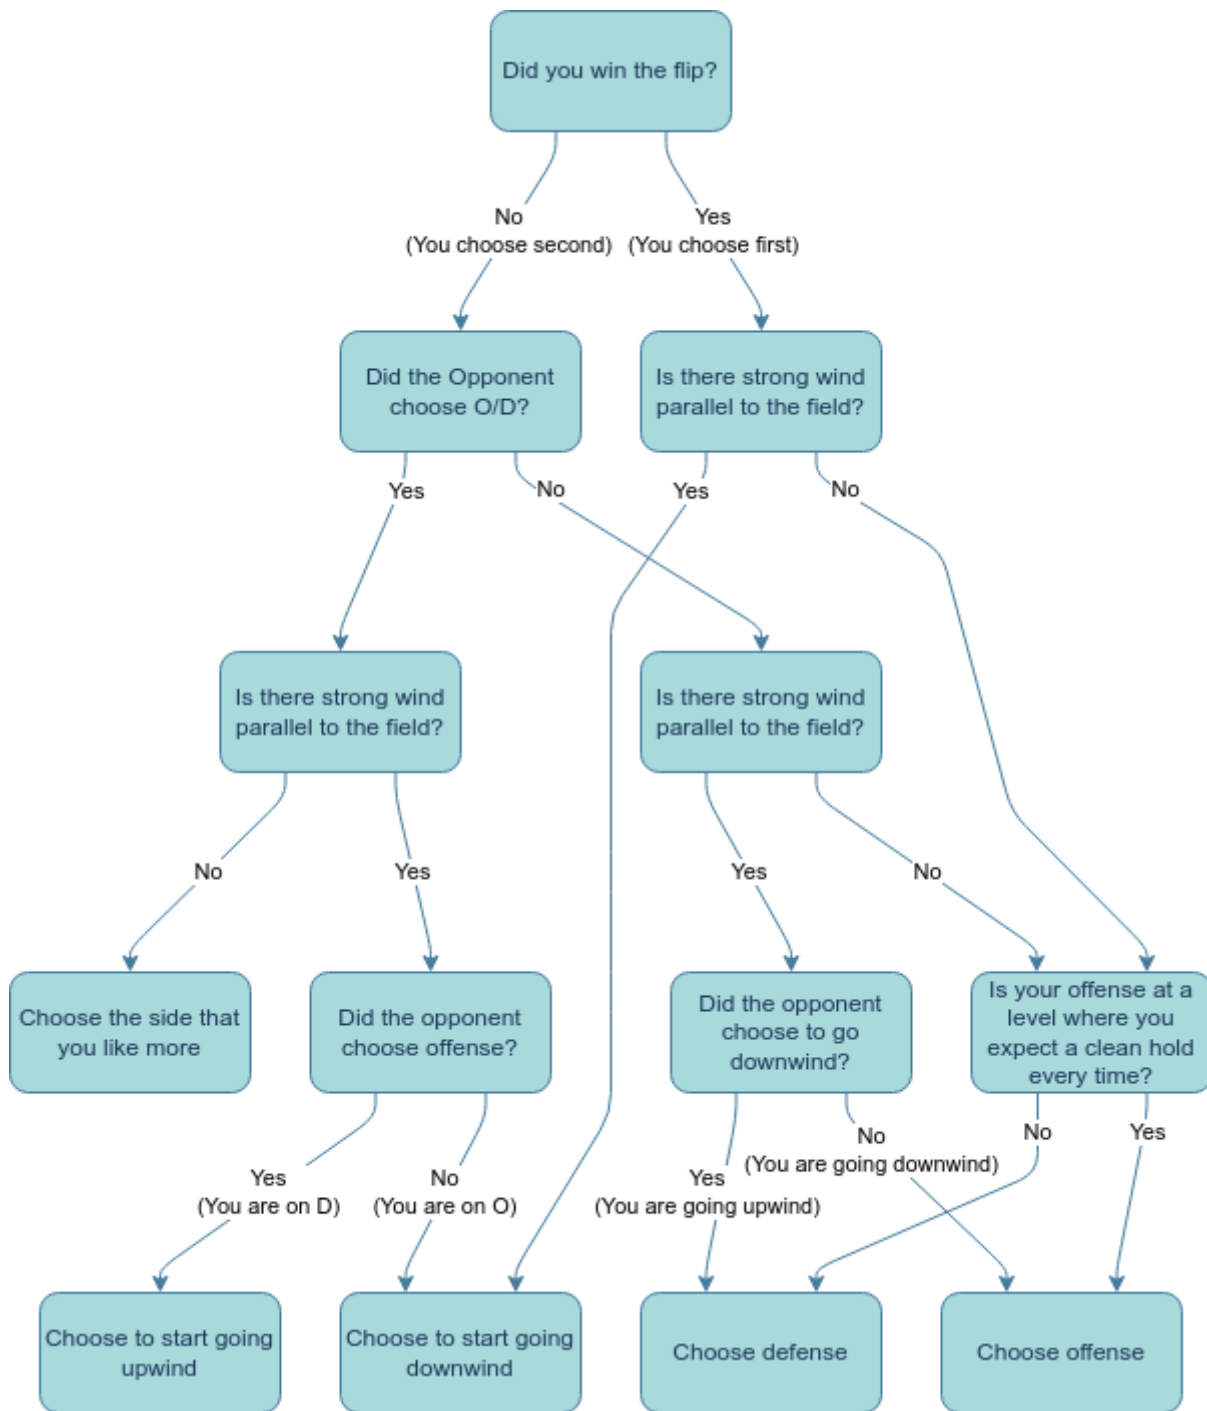 Did you win the flip?
No
(You choose second)
Yes
(You choose first)
Did the Opponent
choose O/D?
Is there strong wind
parallel to the field?
Yes
No
Yes
No
Is there strong wind
parallel to the field?
Is there strong wind
parallel to the field?
No
Yes
Yes
No
Choose the side that
you like more
Did the opponent
choose offense?
Did the opponent
choose to go
downwind?
Is your offense at a
level where you
expect a clean hold
every time?
Yes
(You are on D)
No
(You are on O)
Yes
(You are going upwind)
No
(You are going downwind)
No
Yes
Choose to start going
upwind
Choose to start going
downwind
Choose defense
Choose offense